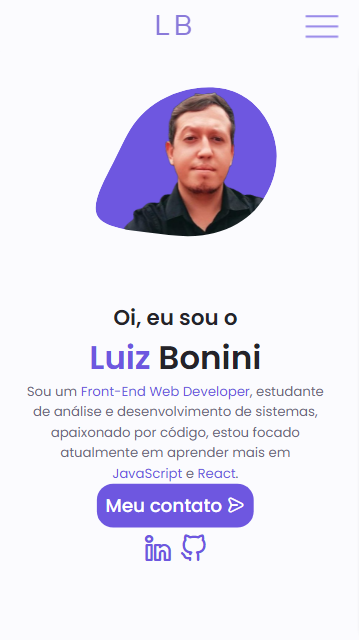 LB
Oi, eu sou o
Luiz Bonini
Sou um Front-End Web Developer, estudante
de análise e desenvolvimento de sistemas,
apaixonado por código, estou focado
atualmente em aprender mais em
JavaScript e React.
Meu contato